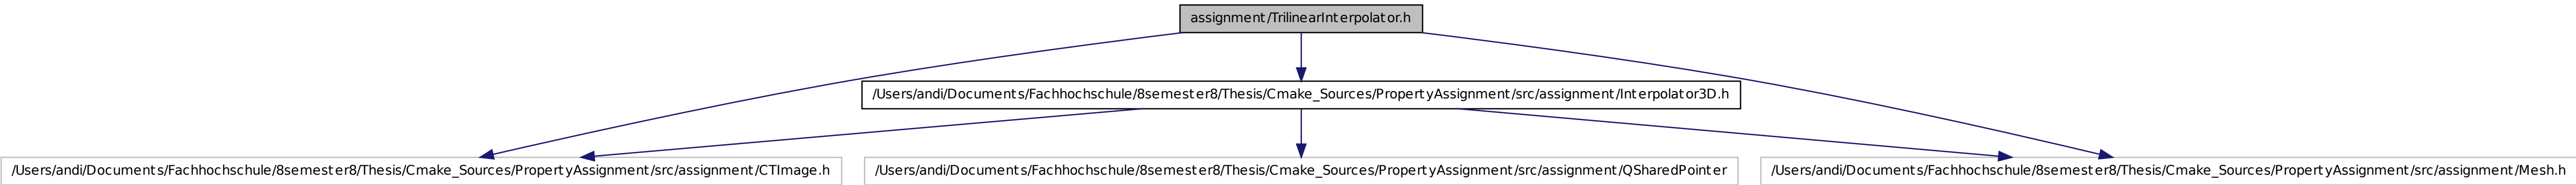 assignment/TrilinearInterpolator.h
/Users/andi/Documents/Fachhochschule/8semester8/Thesis/Cmake_Sources/PropertyAssignment/src/assignment/Interpolator3D.h
/Users/andi/Documents/Fachhochschule/8semester8/Thesis/Cmake_Sources/PropertyAssignment/src/assignment/CTImage.h
/Users/andi/Documents/Fachhochschule/8semester8/Thesis/Cmake_Sources/PropertyAssignment/src/assignment/QSharedPointer
/Users/andi/Documents/Fachhochschule/8semester8/Thesis/Cmake_Sources/PropertyAssignment/src/assignment/Mesh.h